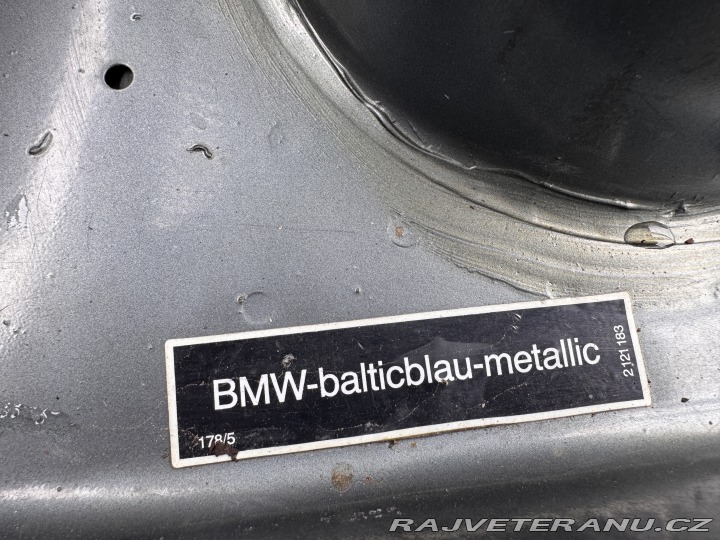 BMW-balticblau-metallic
2121183
178/5
RAJVETERANU.CZ